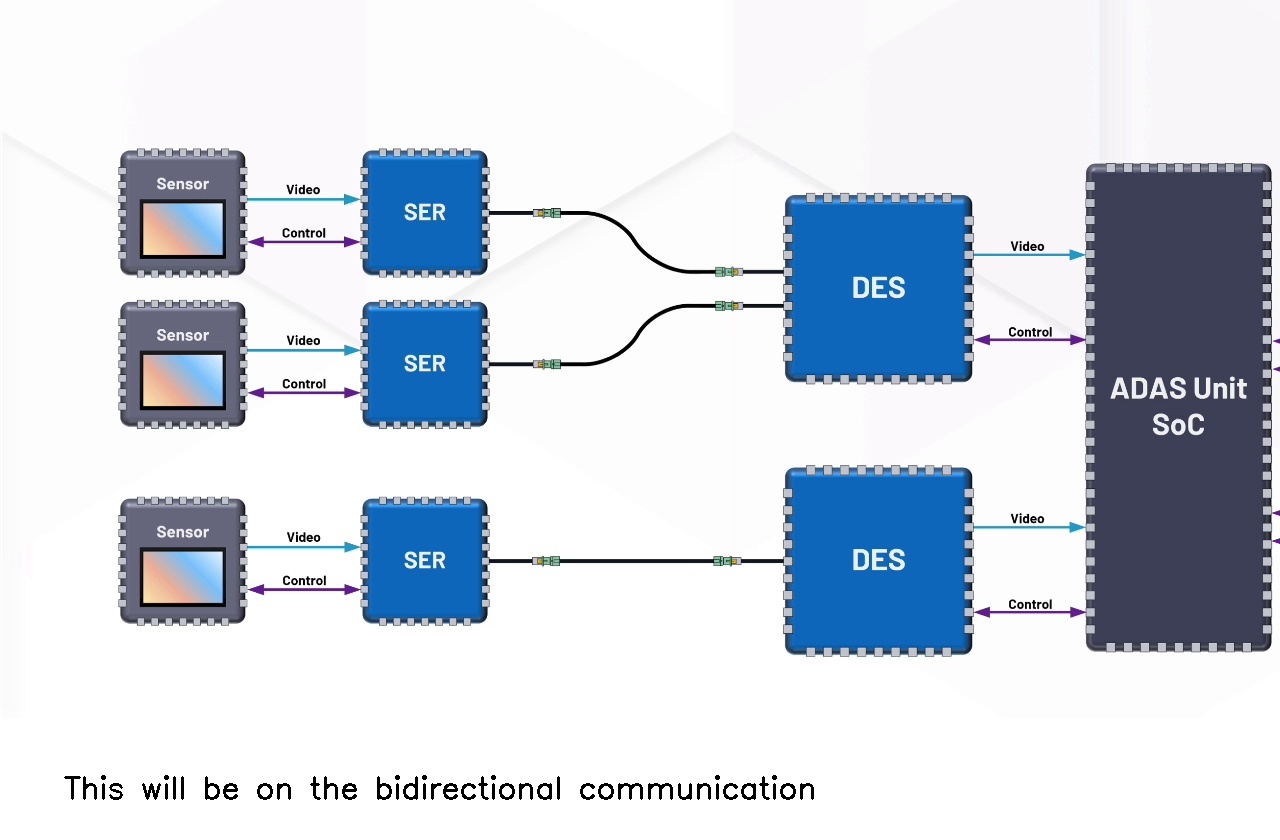 Sensor
Video
Control
SER
Sensor
Video
Control
SER
DES
Video
Control
ADAS Unit
SoC
Sensor
Video
Control
SER
DES
Video
Control
This will be on the bidirectional communication